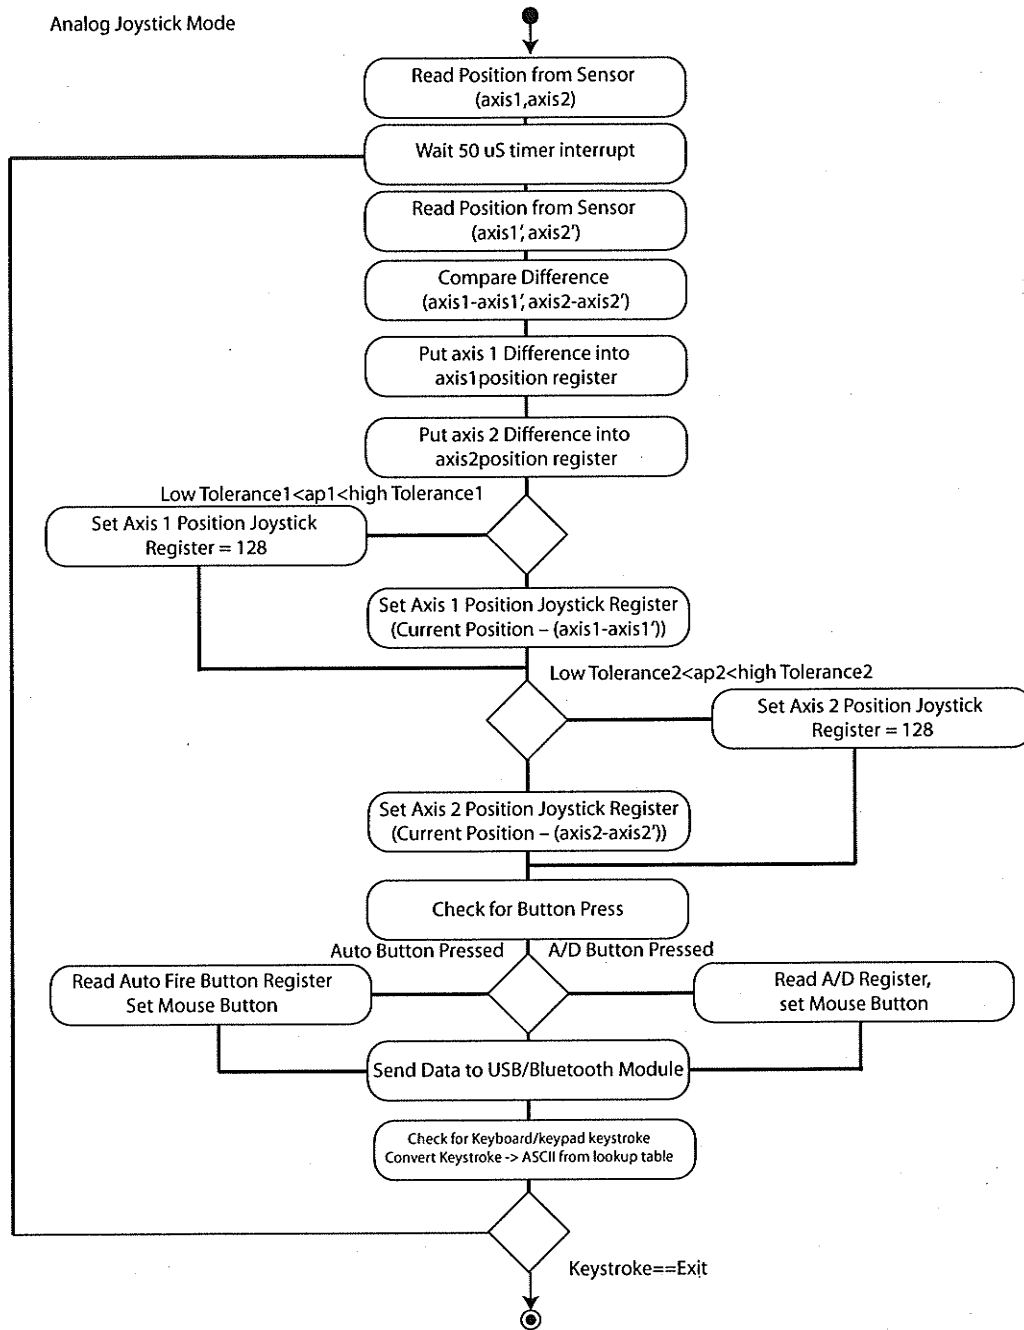 Analog Joystick Mode
Read Position from Sensor
(axis1,axis2)
Wait 50 uS timer interrupt
Read Position from Sensor
(axis1', axis2')
Compare Difference
(axis1-axis1', axis2-axis2')
Put axis 1 Difference into
axis1position register
Put axis 2 Difference into
axis2position register
Low Tolerance1<ap1<high Tolerance1
Set Axis 1 Position Joystick
Register = 128
Set Axis 1 Position Joystick Register
(Current Position – (axis1-axis1'))
Low Tolerance2<ap2<high Tolerance2
Set Axis 2 Position Joystick
Register = 128
Set Axis 2 Position Joystick Register
(Current Position – (axis2-axis2'))
Check for Button Press
Auto Button Pressed
A/D Button Pressed
Read Auto Fire Button Register
Set Mouse Button
Read A/D Register,
set Mouse Button
Send Data to USB/Bluetooth Module
Check for Keyboard/keypad keystroke
Convert Keystroke -> ASCII from lookup table
Keystroke==Exit